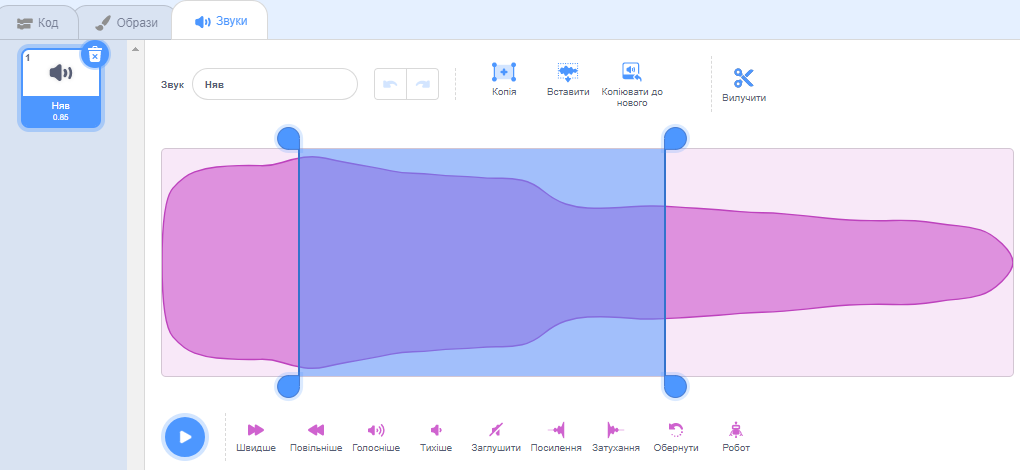 Код
Образи
Звуки
1
Няв
0.85
Звук
Няв
Копія
Вставити
Копіювати до
нового
Вилучити
Швидше
Повільніше
Голосніше
Тихіше
Заглушити
Посилення
Затухання
Обернути
Робот